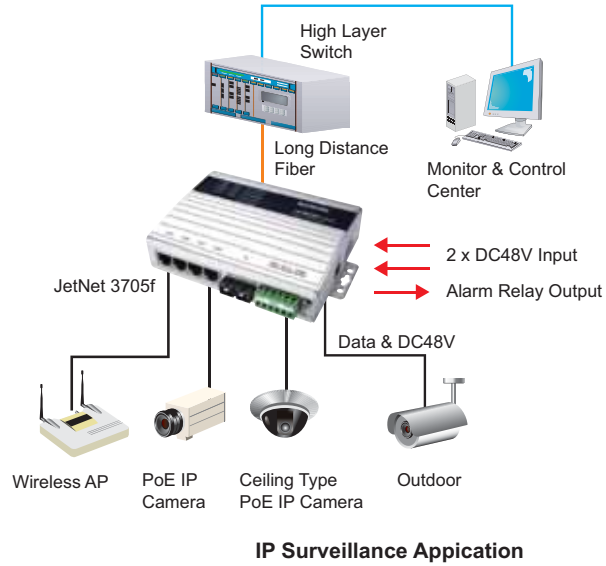 High Layer
Switch
Long Distance
Fiber
Monitor & Control
Center
2 x DC48V Input
JetNet 3705f
Alarm Relay Output
Data & DC48V
Wireless AP
PoE IP
Camera
Ceiling Type
PoE IP Camera
Outdoor
IP Surveillance Appication